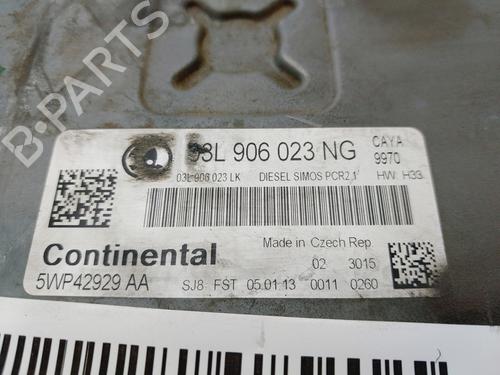 03L 906 023 NG
CAYA
9970
03L 906 023 LK DIESEL SIMOS PCR2.1 HW H33
Continental
Made in Czech Rep.
02 3015
5WP42929 AA
SJ8 FST 05.01.13 0011 0260
B-PARTS